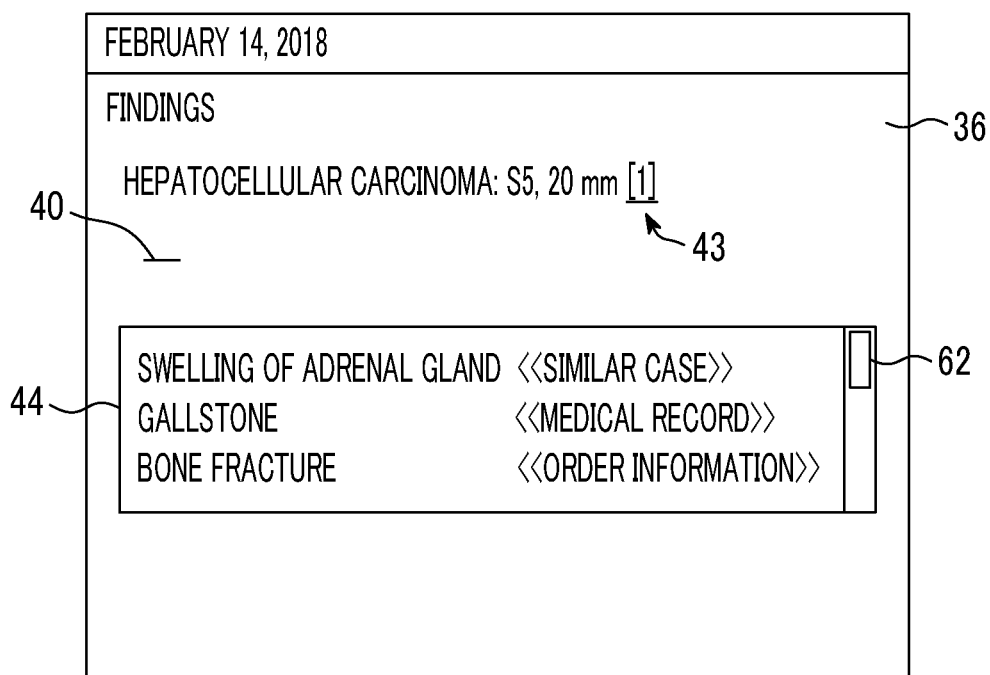 FEBRUARY 14, 2018
FINDINGS
36
HEPATOCELLULAR CARCINOMA: S5, 20 mm [1]
40
43
SWELLING OF ADRENAL GLAND <<SIMILAR CASE>>
62
44
GALLSTONE <<MEDICAL RECORD>>
BONE FRACTURE <<ORDER INFORMATION>>